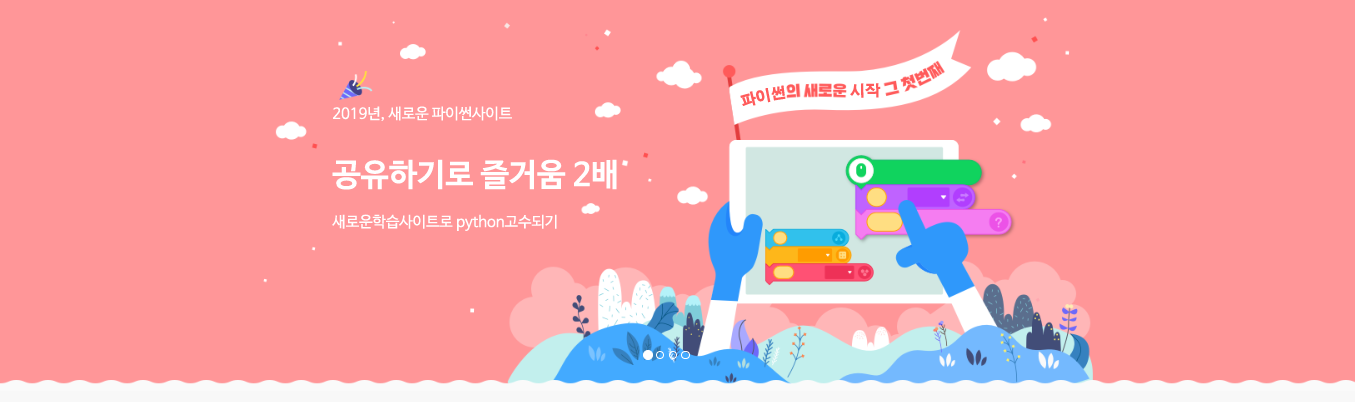 2019년, 새로운 파이썬사이트
공유하기로 즐거움 2배
새로운학습사이트로 python고수되기
파이썬의 새로운 시작 그 첫번째
?